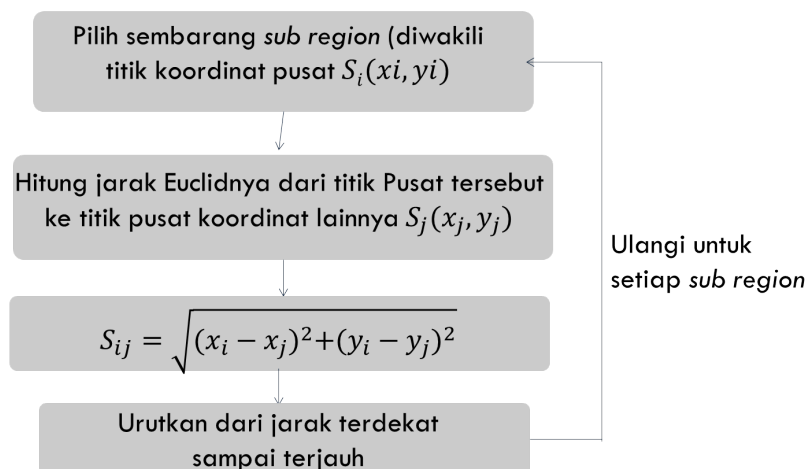 Pilih sembarang sub region (diwakili
titik koordinat pusat S_i(xi, yi)
Hitung jarak Euclidnya dari titik Pusat tersebut
ke titik pusat koordinat lainnya S_j(x_j, y_j)
S_{ij} = √((x_i − x_j)²+(y_i − y_j)²)
Urutkan dari jarak terdekat
sampai terjauh
Ulangi untuk
setiap sub region